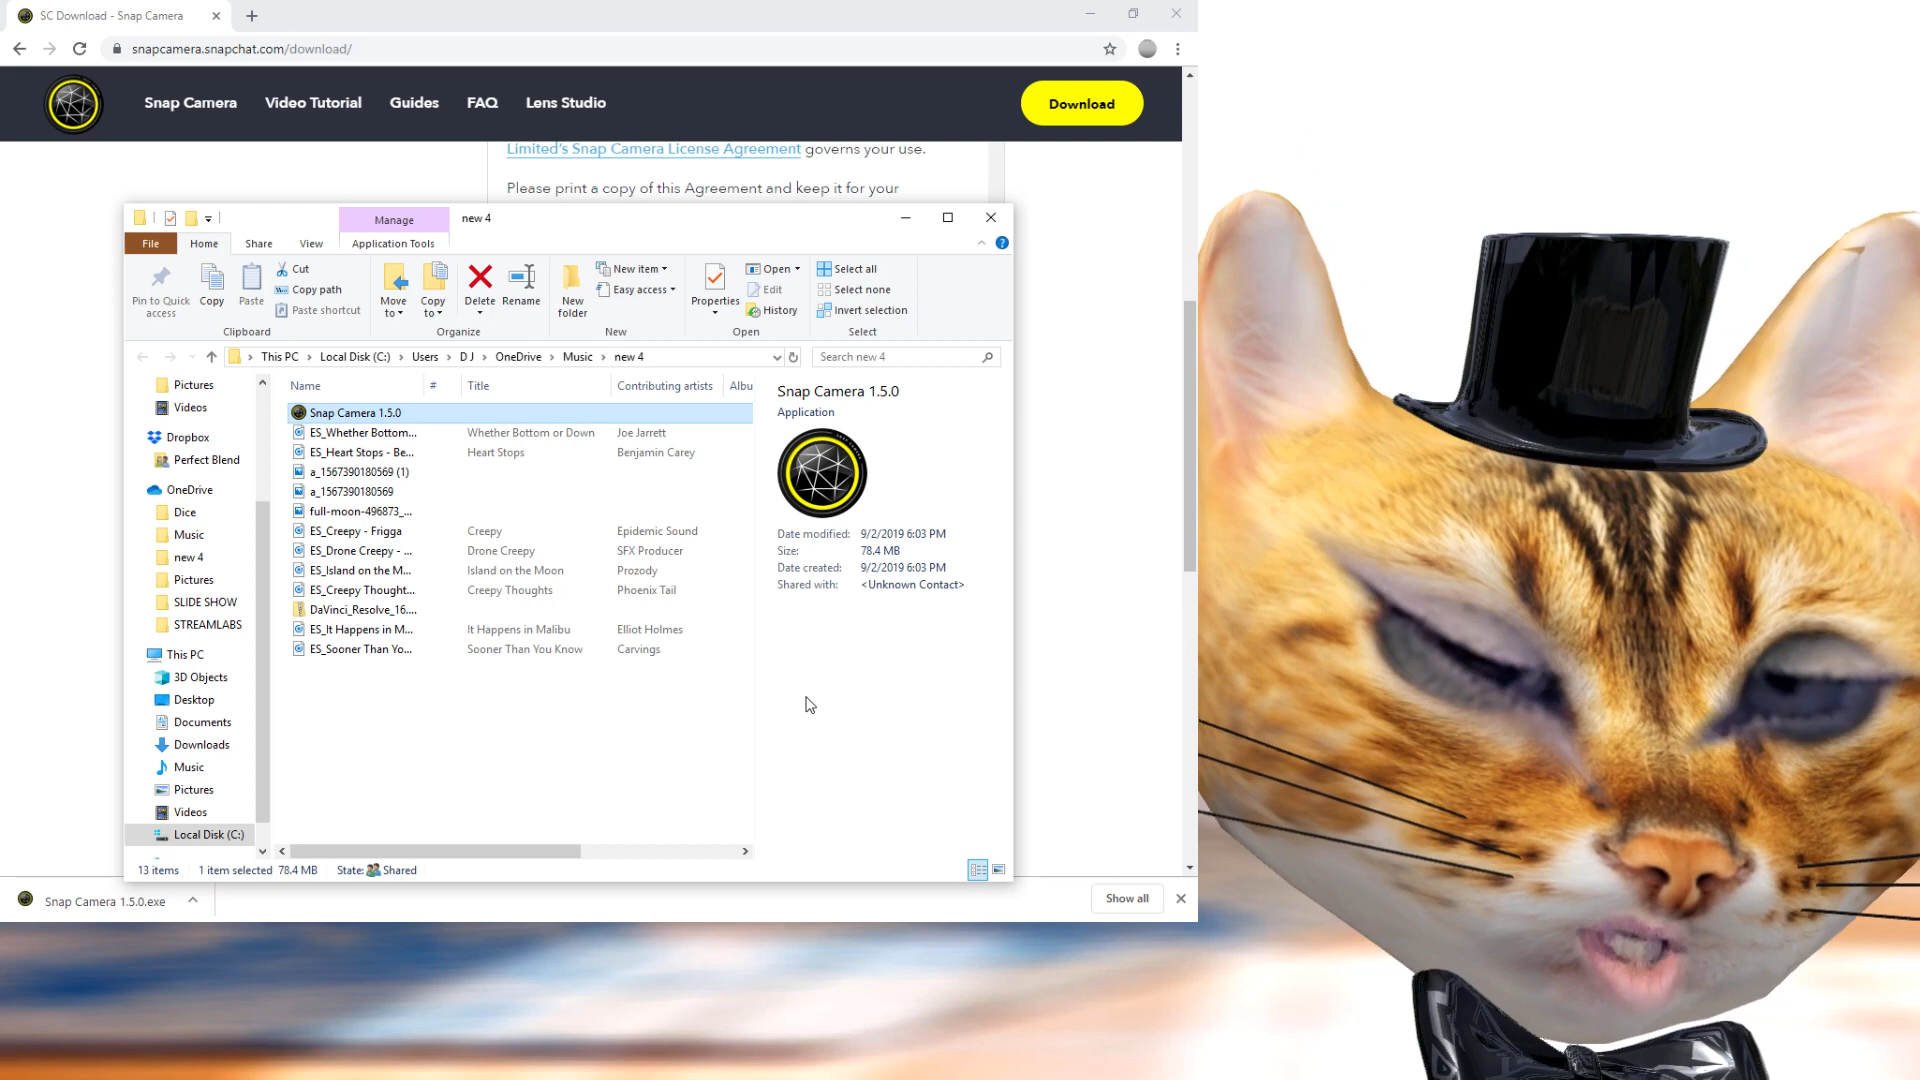 SC Download - Snap Camera
snapcamera.snapchat.com/download/
Snap Camera Video Tutorial Guides FAQ Lens Studio Download
Limited's Snap Camera License Agreement governs your use.
Please print a copy of this Agreement and keep it for your
Manage new 4
File Home Share View Application Tools
Pin to Quick access
Copy
Paste
Cut
Copy path
Paste shortcut
Clipboard
Move to
Copy to
Delete
Rename
Organize
New folder
New item
Easy access
New
Properties
Open
Edit
History
Open
Select all
Select none
Invert selection
Select
This PC > Local Disk (C:) > Users > D J > OneDrive > Music > new 4
Search new 4
Pictures
Videos
Dropbox
Perfect Blend
OneDrive
Dice
Music
new 4
Pictures
SLIDE SHOW
STREAMLABS
This PC
3D Objects
Desktop
Documents
Downloads
Music
Pictures
Videos
Local Disk (C:)
Name # Title Contributing artists Albu
Snap Camera 1.5.0
ES_Whether Bottom... Whether Bottom or Down Joe Jarrett
ES_Heart Stops - Be... Heart Stops Benjamin Carey
a_1567390180569 (1)
a_1567390180569
full-moon-496873_...
ES_Creepy - Frigga Creepy Epidemic Sound
ES_Drone Creepy - ... Drone Creepy SFX Producer
ES_Island on the M... Island on the Moon Prozody
ES_Creepy Thought... Creepy Thoughts Phoenix Tail
DaVinci_Resolve_16....
ES_It Happens in M... It Happens in Malibu Elliot Holmes
ES_Sooner Than Yo... Sooner Than You Know Carvings
Snap Camera 1.5.0
Application
Date modified: 9/2/2019 6:03 PM
Size: 78.4 MB
Date created: 9/2/2019 6:03 PM
Shared with: <Unknown Contact>
13 items 1 item selected 78.4 MB State: Shared
Snap Camera 1.5.0.exe
Show all